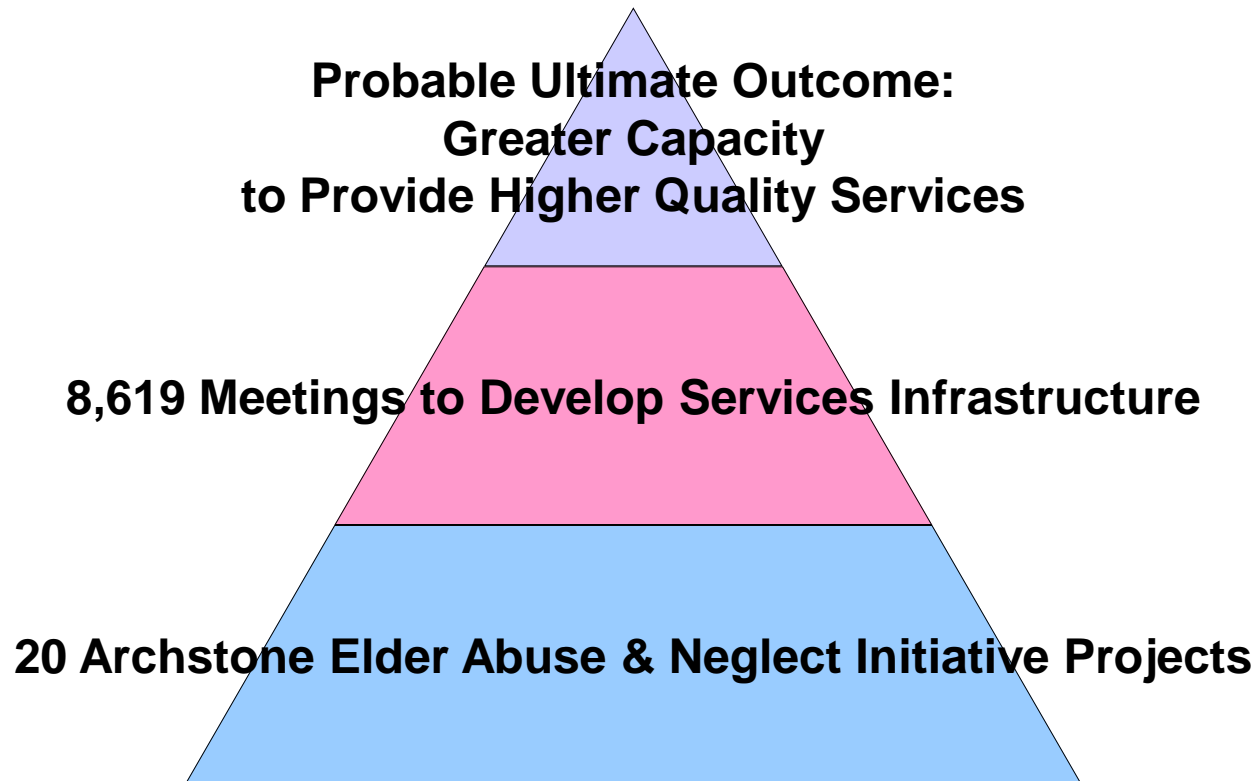 Probable Ultimate Outcome:
Greater Capacity
to Provide Higher Quality Services
8,619 Meetings to Develop Services Infrastructure
20 Archstone Elder Abuse & Neglect Initiative Projects